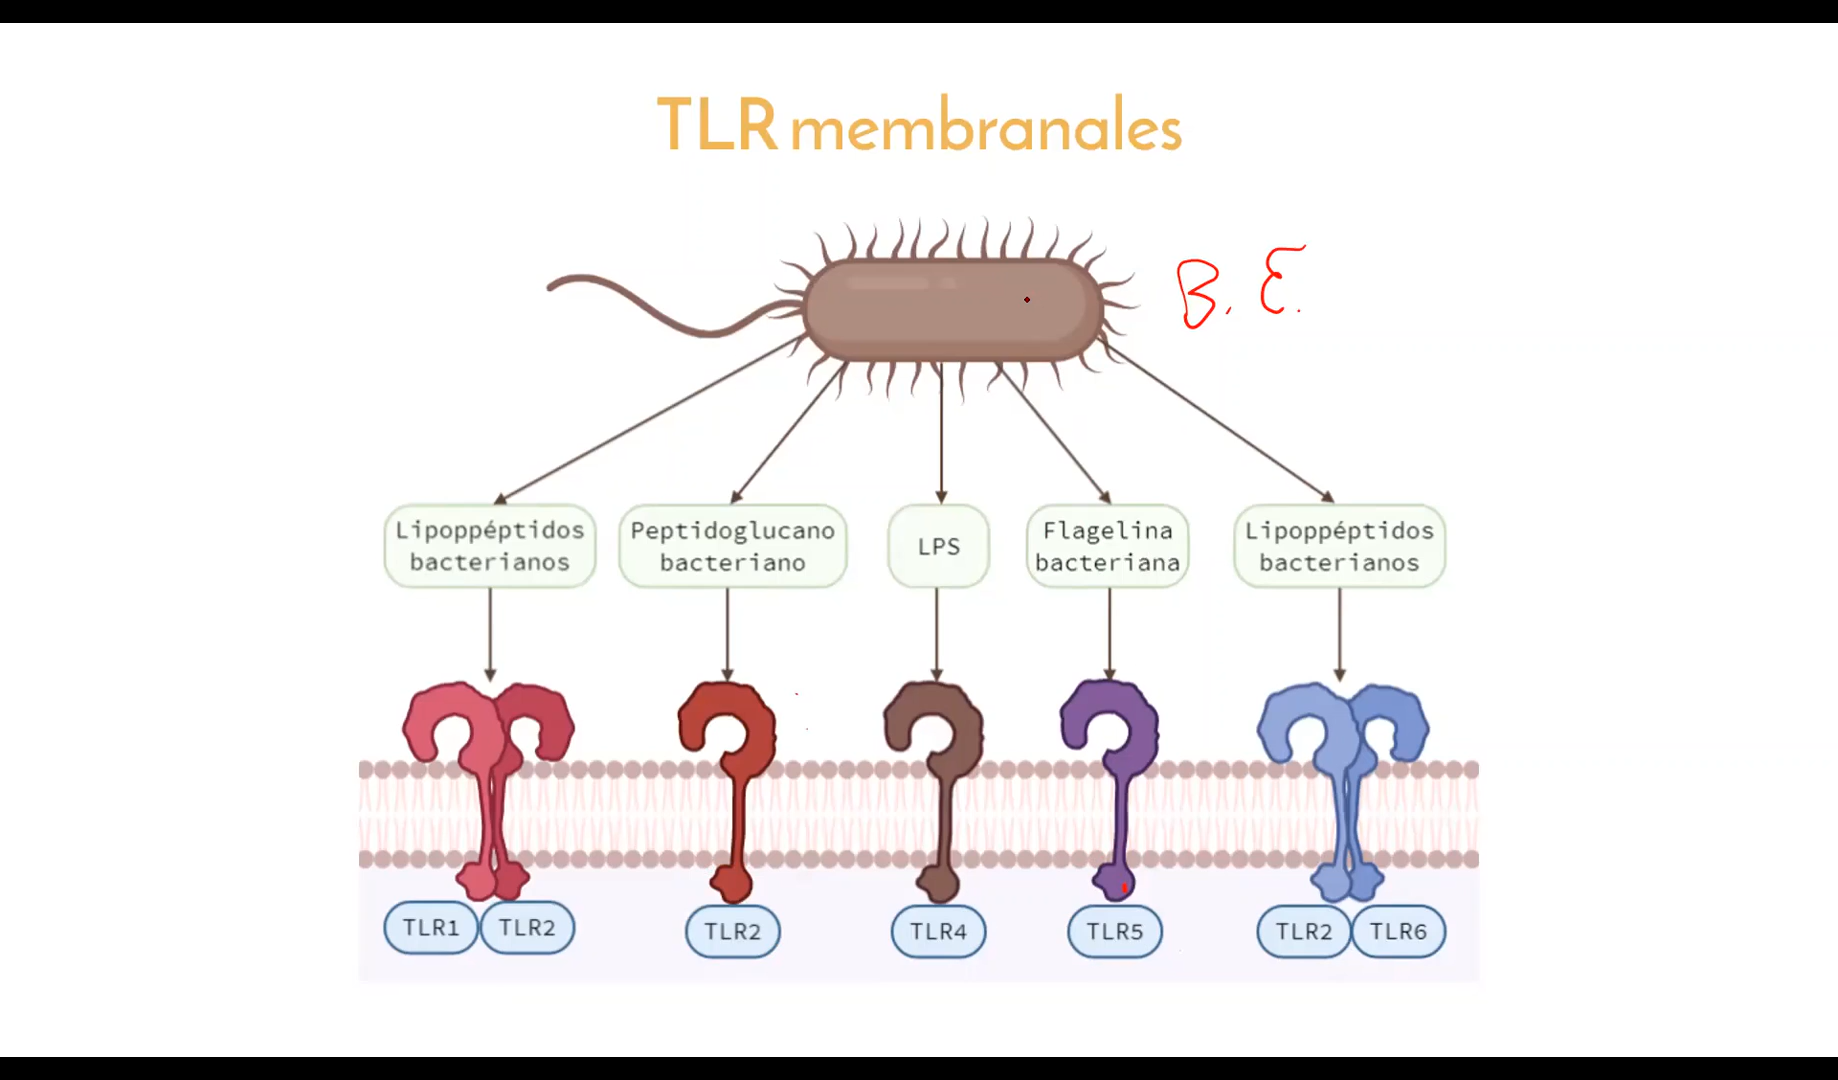 TLR membranales
B. E.
Lipoppéptidos
bacterianos
Peptidoglucano
bacteriano
LPS
Flagelina
bacteriana
Lipoppéptidos
bacterianos
TLR1
TLR2
TLR2
TLR4
TLR5
TLR2
TLR6